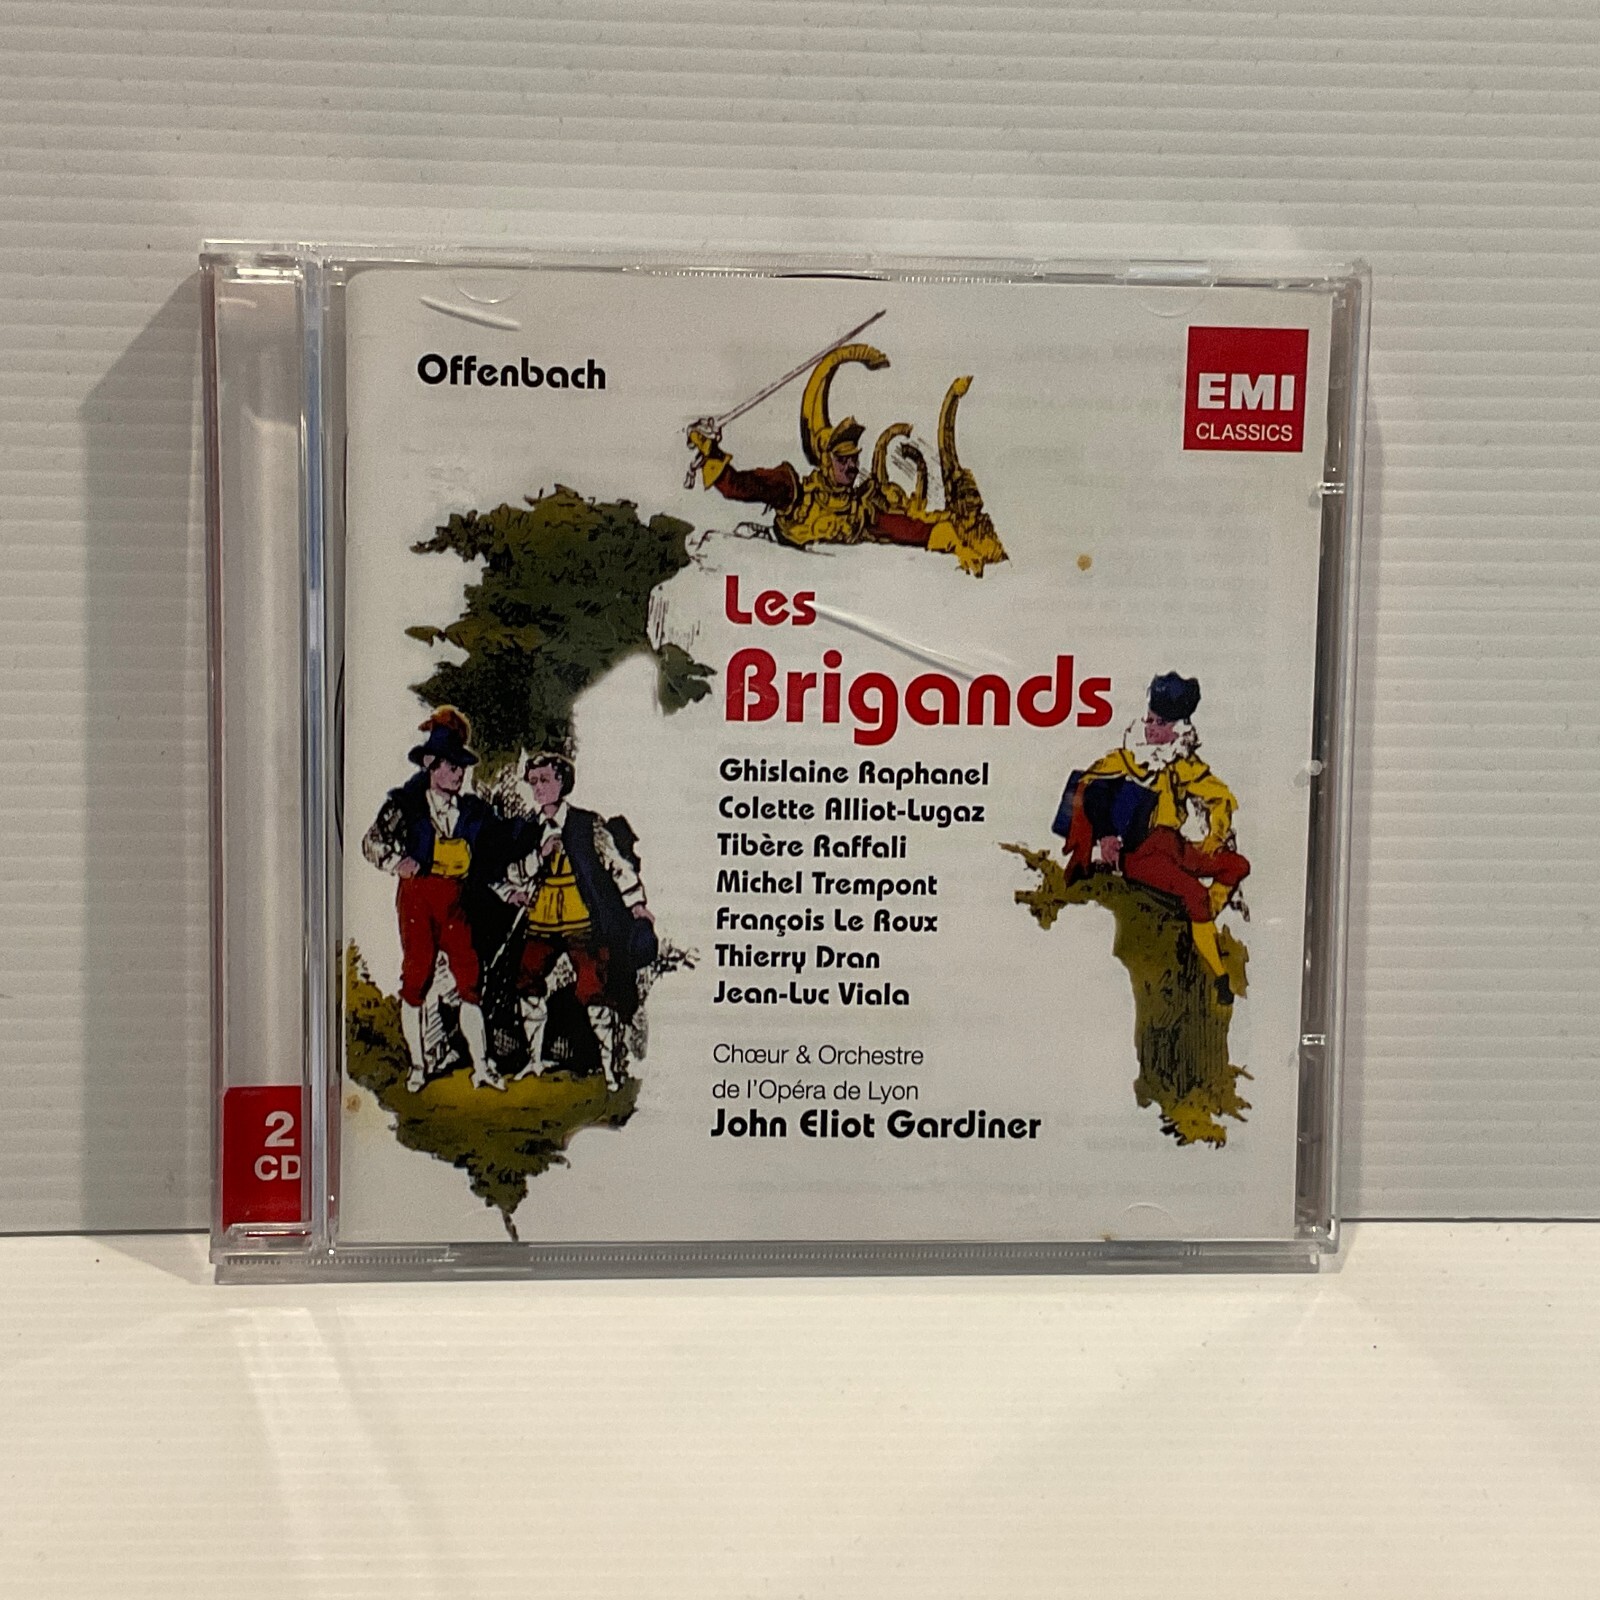 Offenbach
EMI
CLASSICS
Les
Brigands
Ghislaine Raphanel
Colette Alliot-Lugaz
Tibère Raffali
Michel Trempont
François Le Roux
Thierry Dran
Jean-Luc Viala
Chœur & Orchestre
de l'Opéra de Lyon
John Eliot Gardiner
2
CD